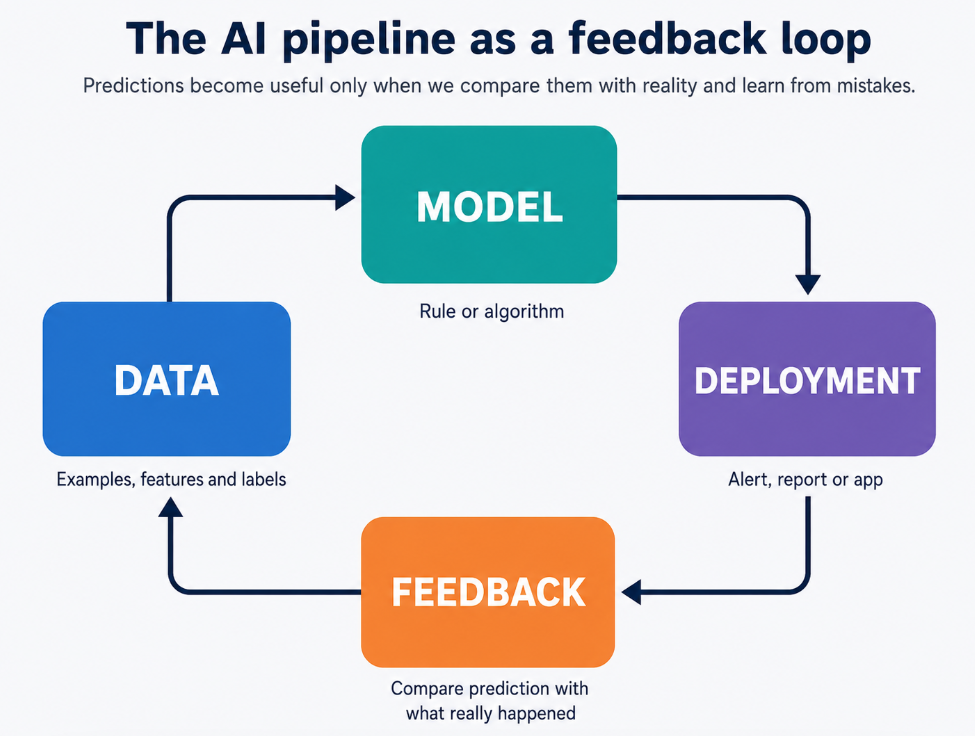 The AI pipeline as a feedback loop
Predictions become useful only when we compare them with reality and learn from mistakes.
MODEL
Rule or algorithm
DATA
Examples, features and labels
DEPLOYMENT
Alert, report or app
FEEDBACK
Compare prediction with
what really happened